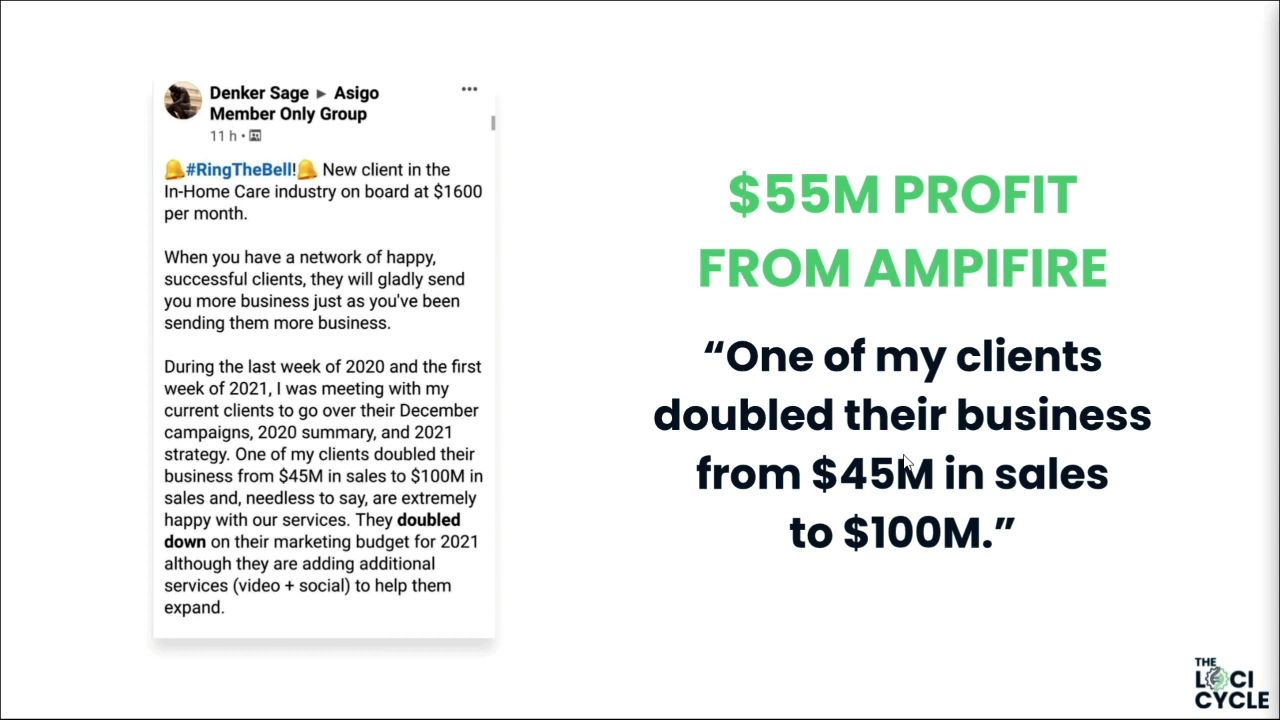 Denker Sage ▸ Asigo
Member Only Group
11 h ·
🔔#RingTheBell!🔔 New client in the
In-Home Care industry on board at $1600
per month.
When you have a network of happy,
successful clients, they will gladly send
you more business just as you've been
sending them more business.
During the last week of 2020 and the first
week of 2021, I was meeting with my
current clients to go over their December
campaigns, 2020 summary, and 2021
strategy. One of my clients doubled their
business from $45M in sales to $100M in
sales and, needless to say, are extremely
happy with our services. They doubled
down on their marketing budget for 2021
although they are adding additional
services (video + social) to help them
expand.
$55M PROFIT
FROM AMPIFIRE
“One of my clients
doubled their business
from $45M in sales
to $100M.”
THE
LOCI
CYCLE